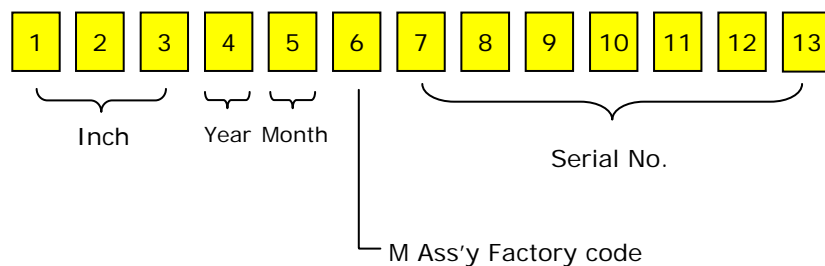 1 2 3 4 5 6 7 8 9 10 11 12 13
Inch Year Month Serial No.
M Ass'y Factory code